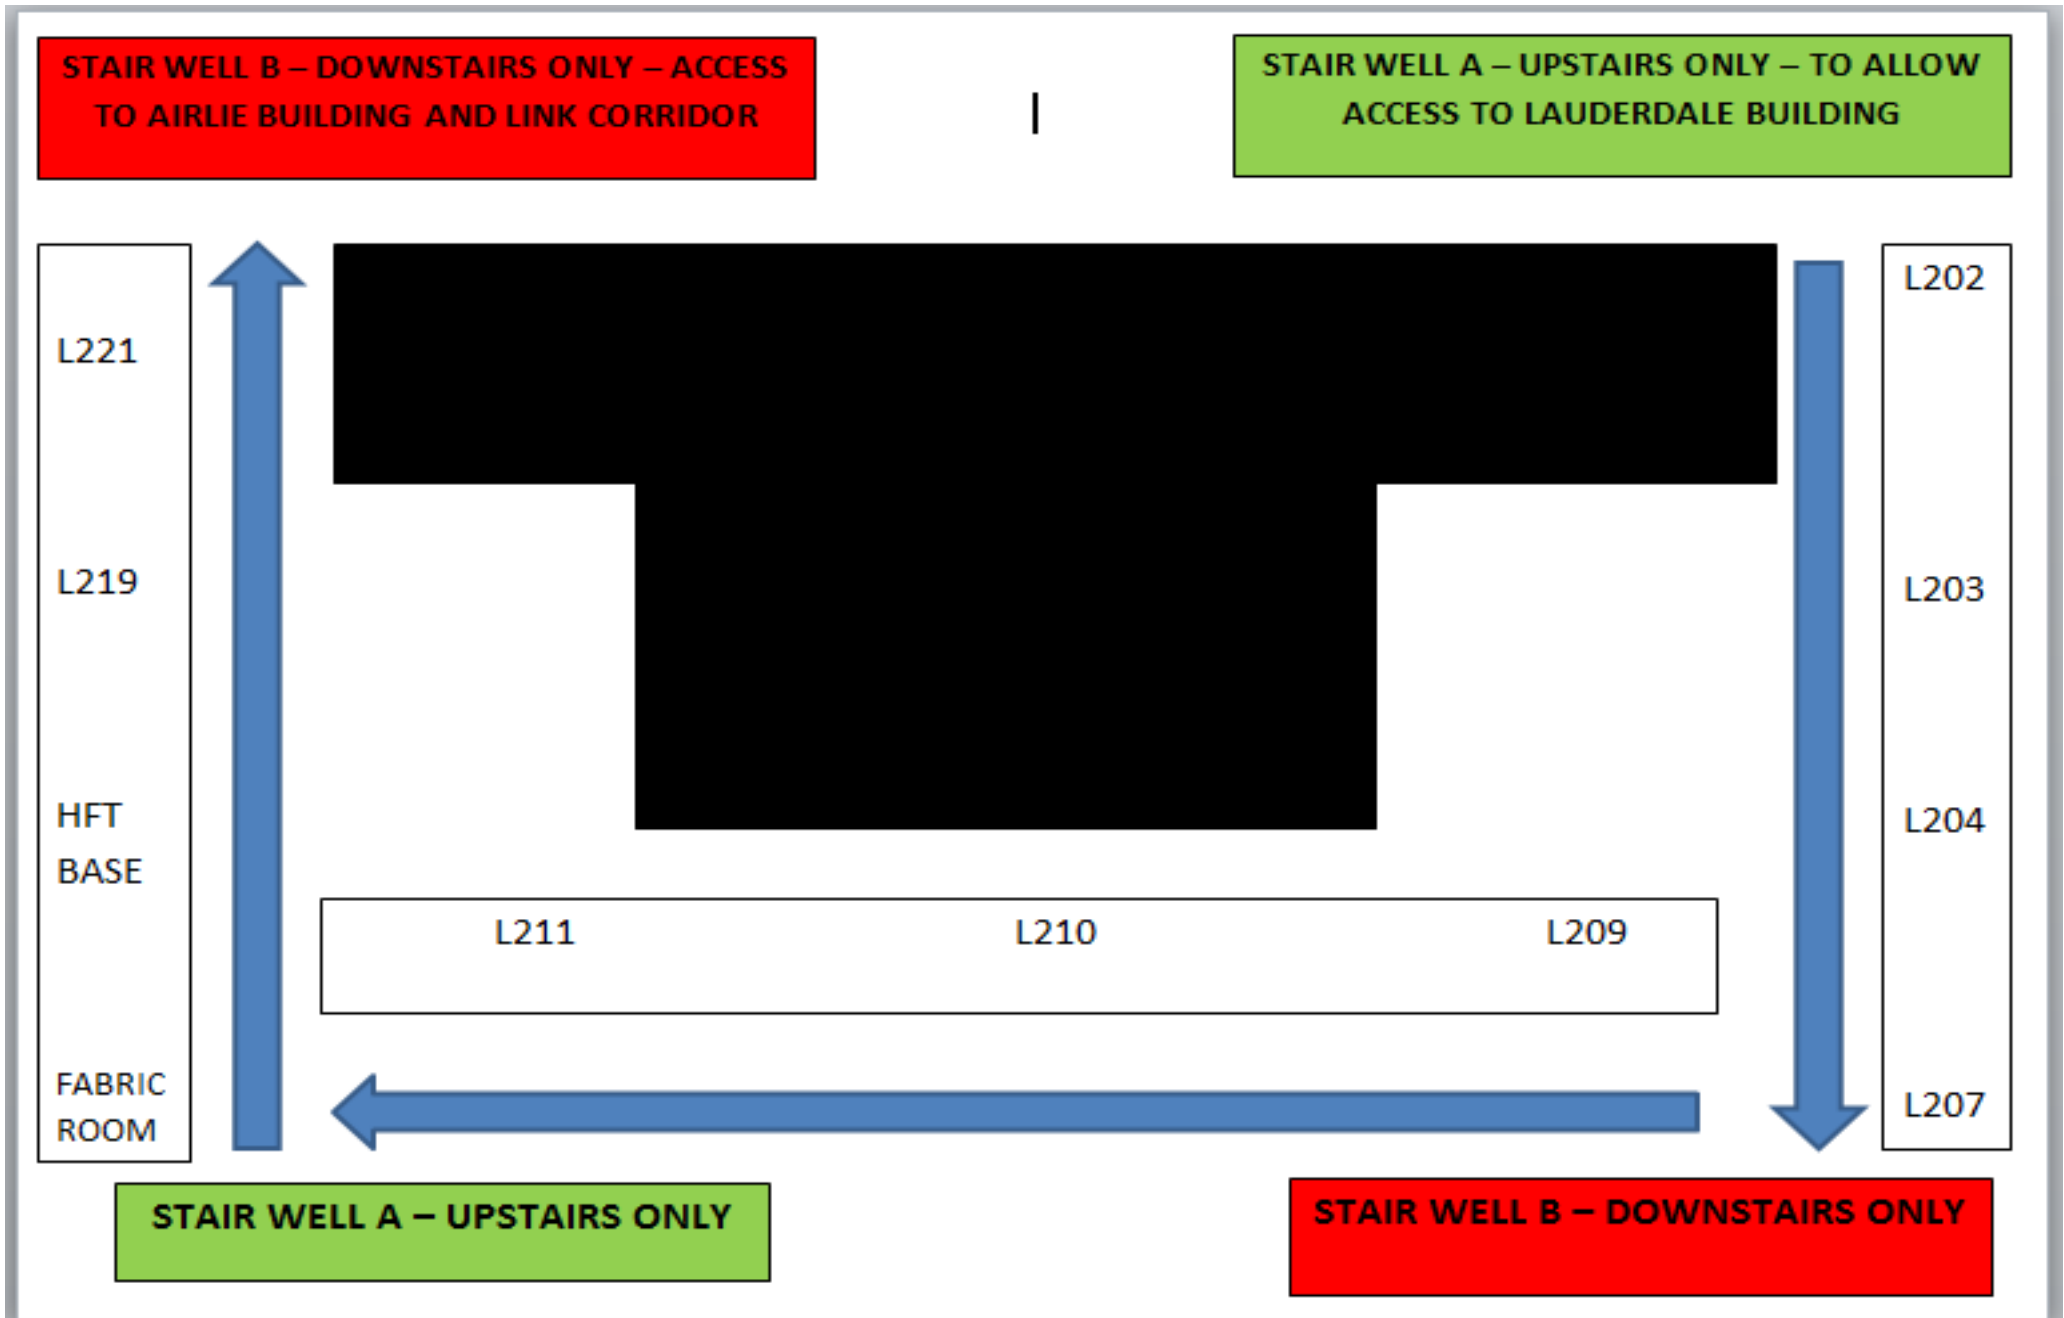 STAIR WELL B – DOWNSTAIRS ONLY – ACCESS
TO AIRLIE BUILDING AND LINK CORRIDOR
STAIR WELL A – UPSTAIRS ONLY – TO ALLOW
ACCESS TO LAUDERDALE BUILDING
L221
L219
HFT
BASE
FABRIC
ROOM
L202
L203
L204
L207
L211
L210
L209
STAIR WELL A – UPSTAIRS ONLY
STAIR WELL B – DOWNSTAIRS ONLY